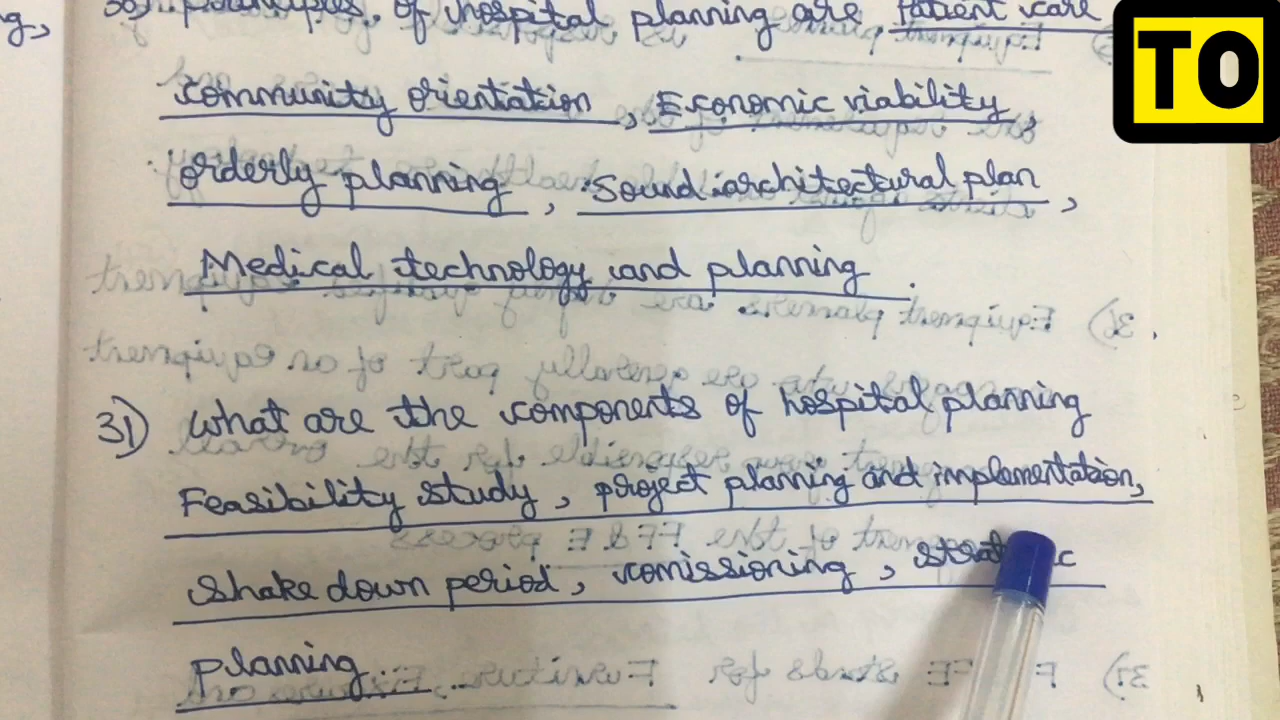 30) principles of hospital planning are Patient care
community orientation, Economic viability,
orderly planning, Sound architectural plan,
Medical technology and planning.
31) What are the components of hospital planning
Feasibility study, project planning and implementation,
Shake down period, comissioning,
planning
TO